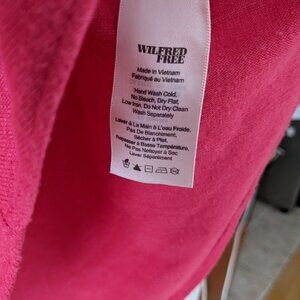 WILFRED
FREE
Made in Vietnam
Fabriqué au Vietnam
Hand Wash Cold,
No Bleach, Dry Flat,
Low Iron, Do Not Dry Clean
Wash Separately
Laver à La Main à L'eau Froide.
Pas De Blanchiment,
Sécher à Plat,
Repasser à Basse Température,
Ne Pas Nettoyer à Sec
Laver Séparément